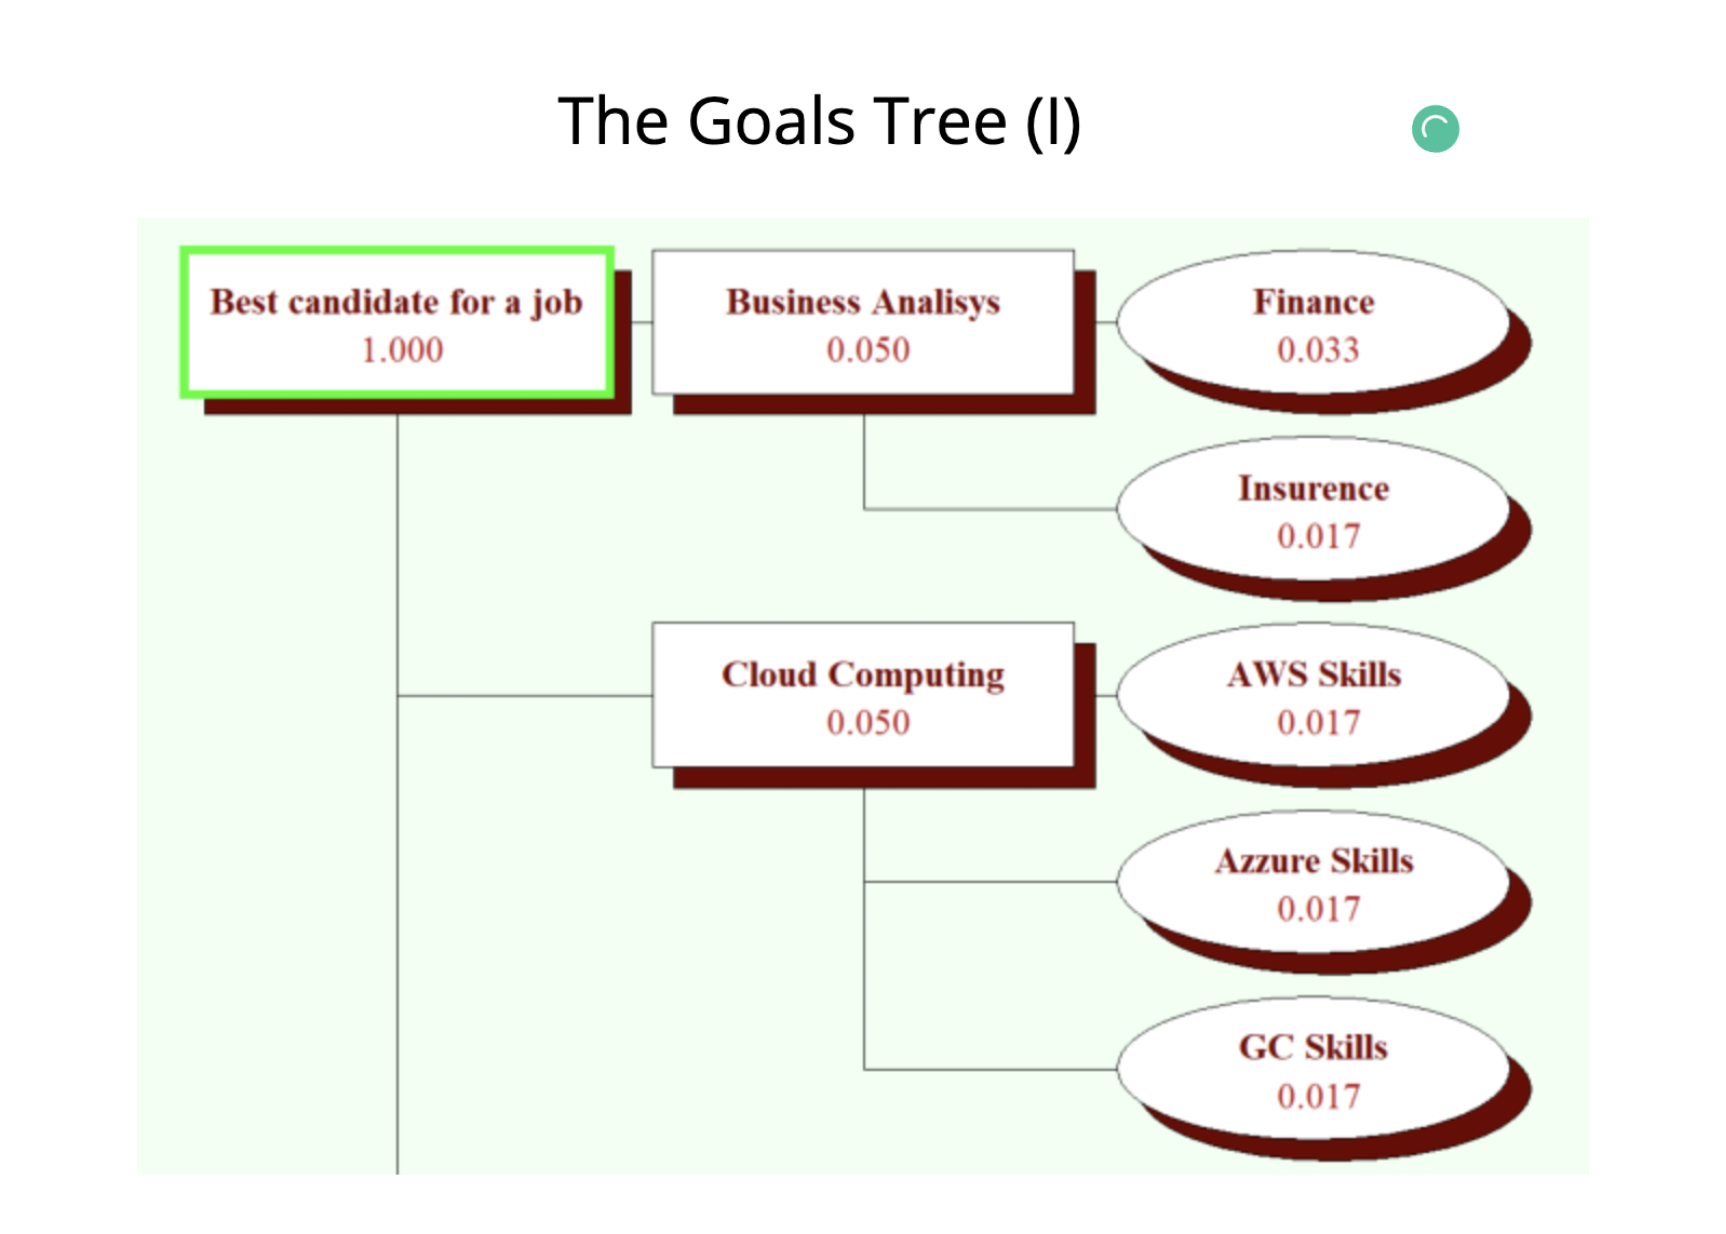 The Goals Tree (I)
Best candidate for a job
1.000
Business Analisys
0.050
Finance
0.033
Insurence
0.017
Cloud Computing
0.050
AWS Skills
0.017
Azzure Skills
0.017
GC Skills
0.017